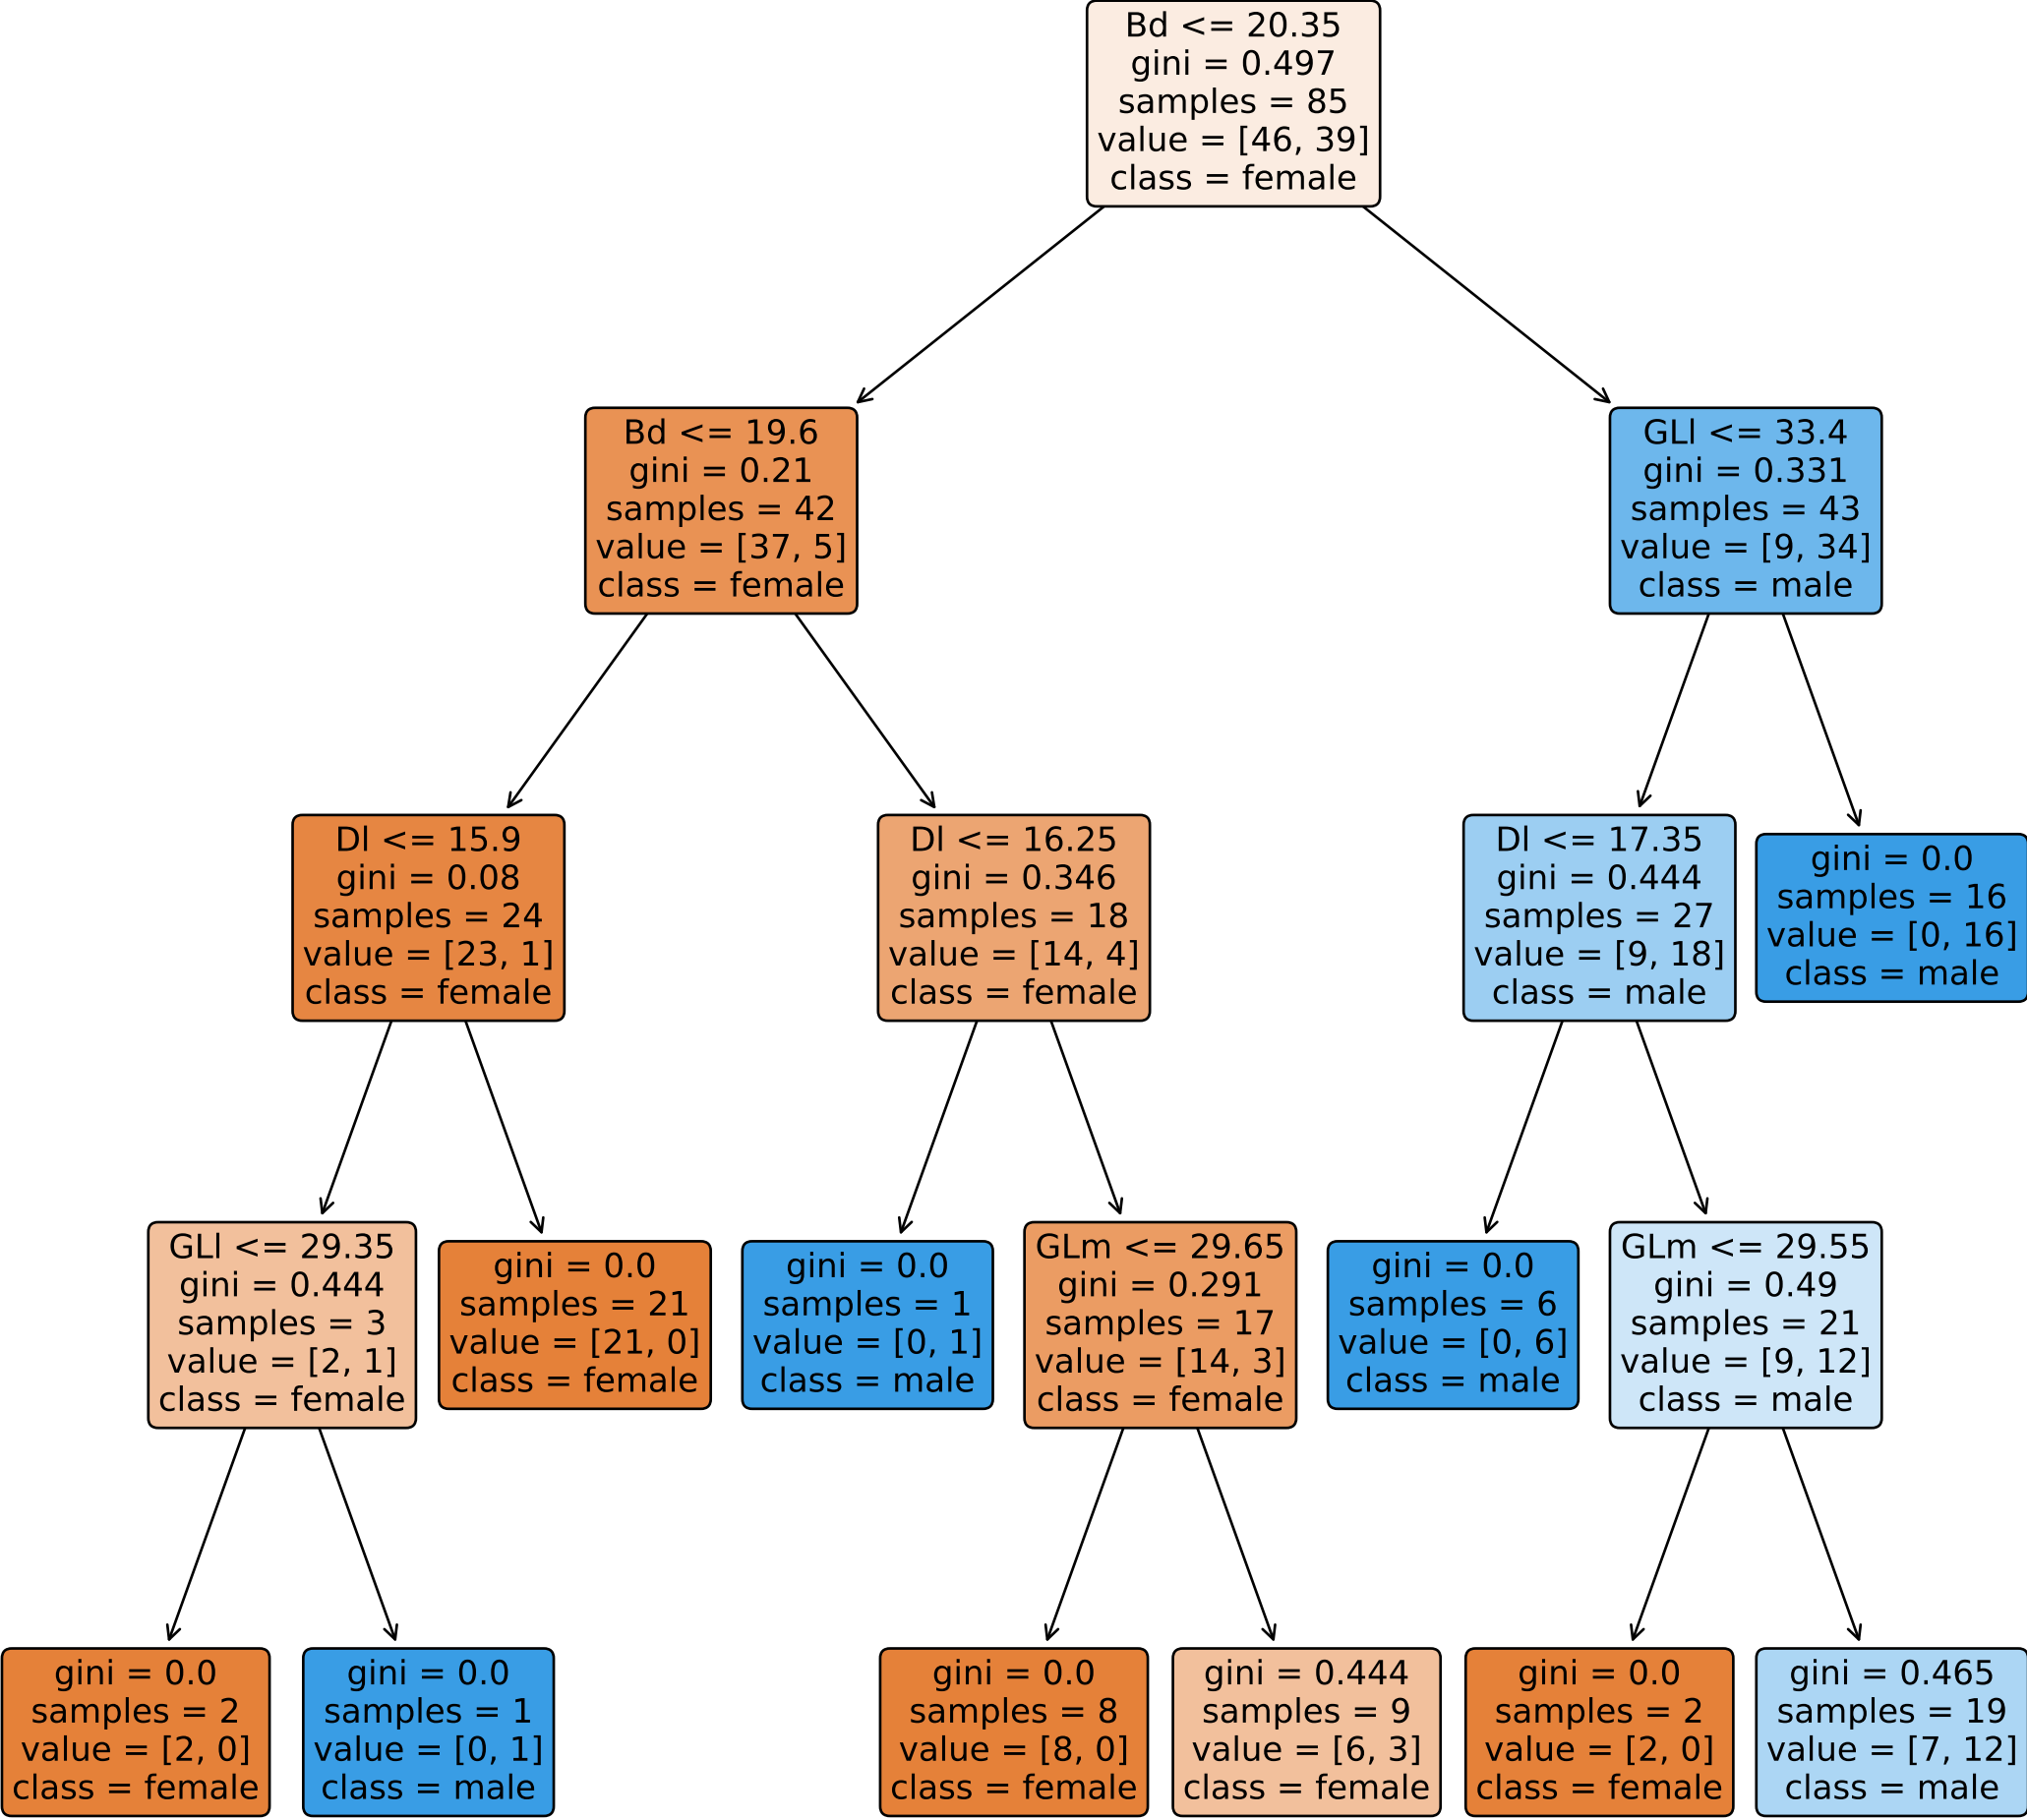 Bd <= 20.35
gini = 0.497
samples = 85
value = [46, 39]
class = female
Bd <= 19.6
gini = 0.21
samples = 42
value = [37, 5]
class = female
GLl <= 33.4
gini = 0.331
samples = 43
value = [9, 34]
class = male
Dl <= 15.9
gini = 0.08
samples = 24
value = [23, 1]
class = female
Dl <= 16.25
gini = 0.346
samples = 18
value = [14, 4]
class = female
Dl <= 17.35
gini = 0.444
samples = 27
value = [9, 18]
class = male
gini = 0.0
samples = 16
value = [0, 16]
class = male
GLl <= 29.35
gini = 0.444
samples = 3
value = [2, 1]
class = female
gini = 0.0
samples = 21
value = [21, 0]
class = female
gini = 0.0
samples = 1
value = [0, 1]
class = male
GLm <= 29.65
gini = 0.291
samples = 17
value = [14, 3]
class = female
gini = 0.0
samples = 6
value = [0, 6]
class = male
GLm <= 29.55
gini = 0.49
samples = 21
value = [9, 12]
class = male
gini = 0.0
samples = 2
value = [2, 0]
class = female
gini = 0.0
samples = 1
value = [0, 1]
class = male
gini = 0.0
samples = 8
value = [8, 0]
class = female
gini = 0.444
samples = 9
value = [6, 3]
class = female
gini = 0.0
samples = 2
value = [2, 0]
class = female
gini = 0.465
samples = 19
value = [7, 12]
class = male